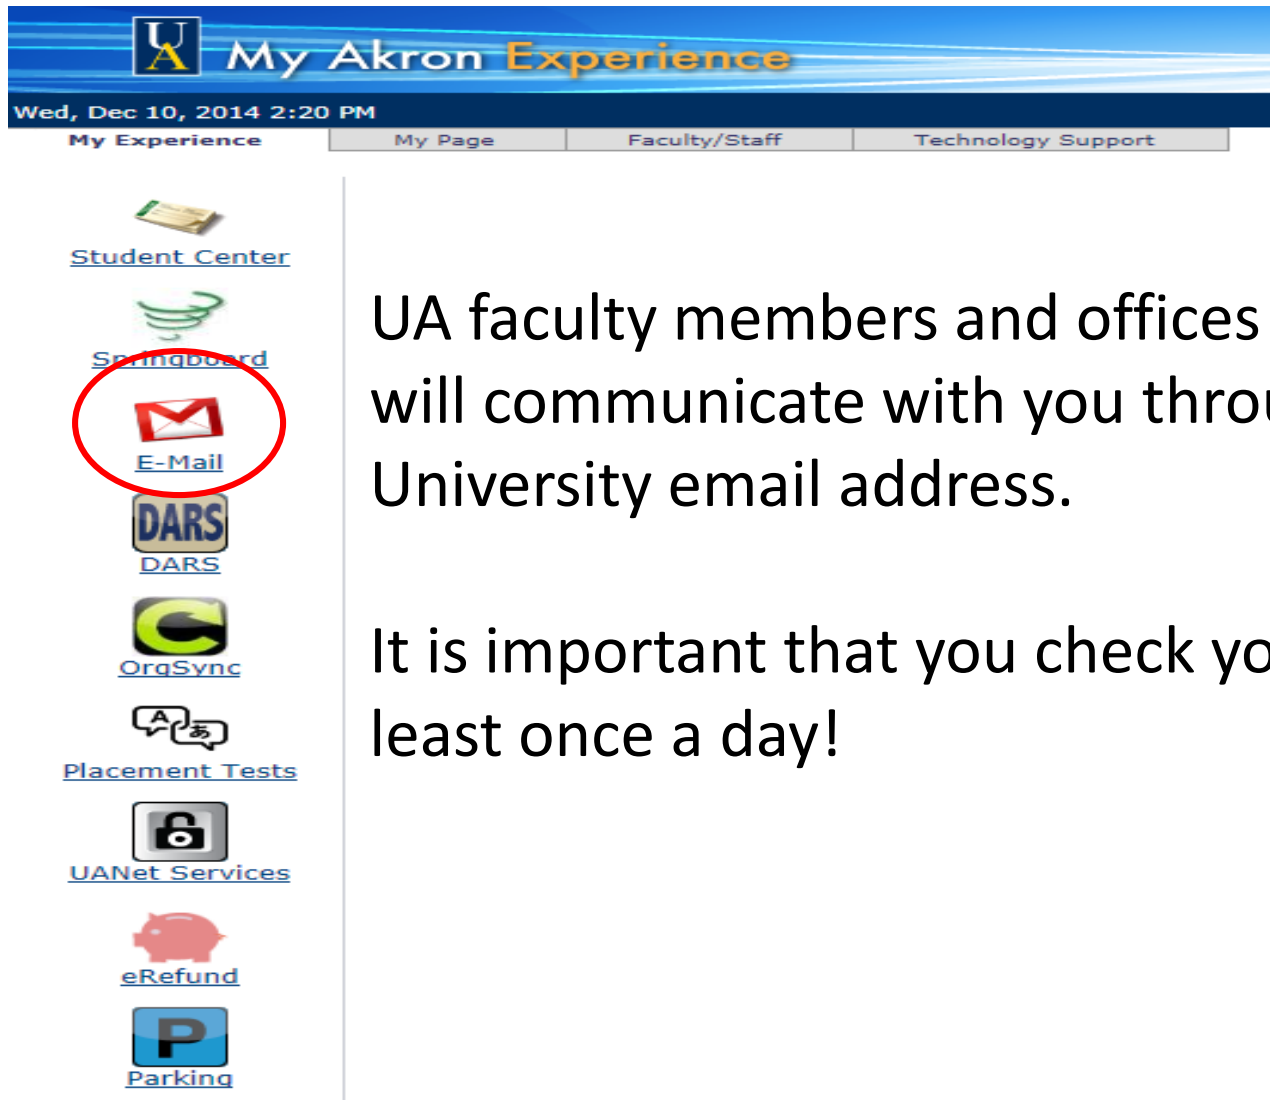 UA My Akron Experience
Wed, Dec 10, 2014 2:20 PM
My Experience My Page Faculty/Staff Technology Support
Student Center
Springboard
E-Mail
DARS
DARS
OrgSync
A あ
Placement Tests
UANet Services
eRefund
P
Parking
UA faculty members and offices
will communicate with you
University email address.
It is important that you check
least once a day!